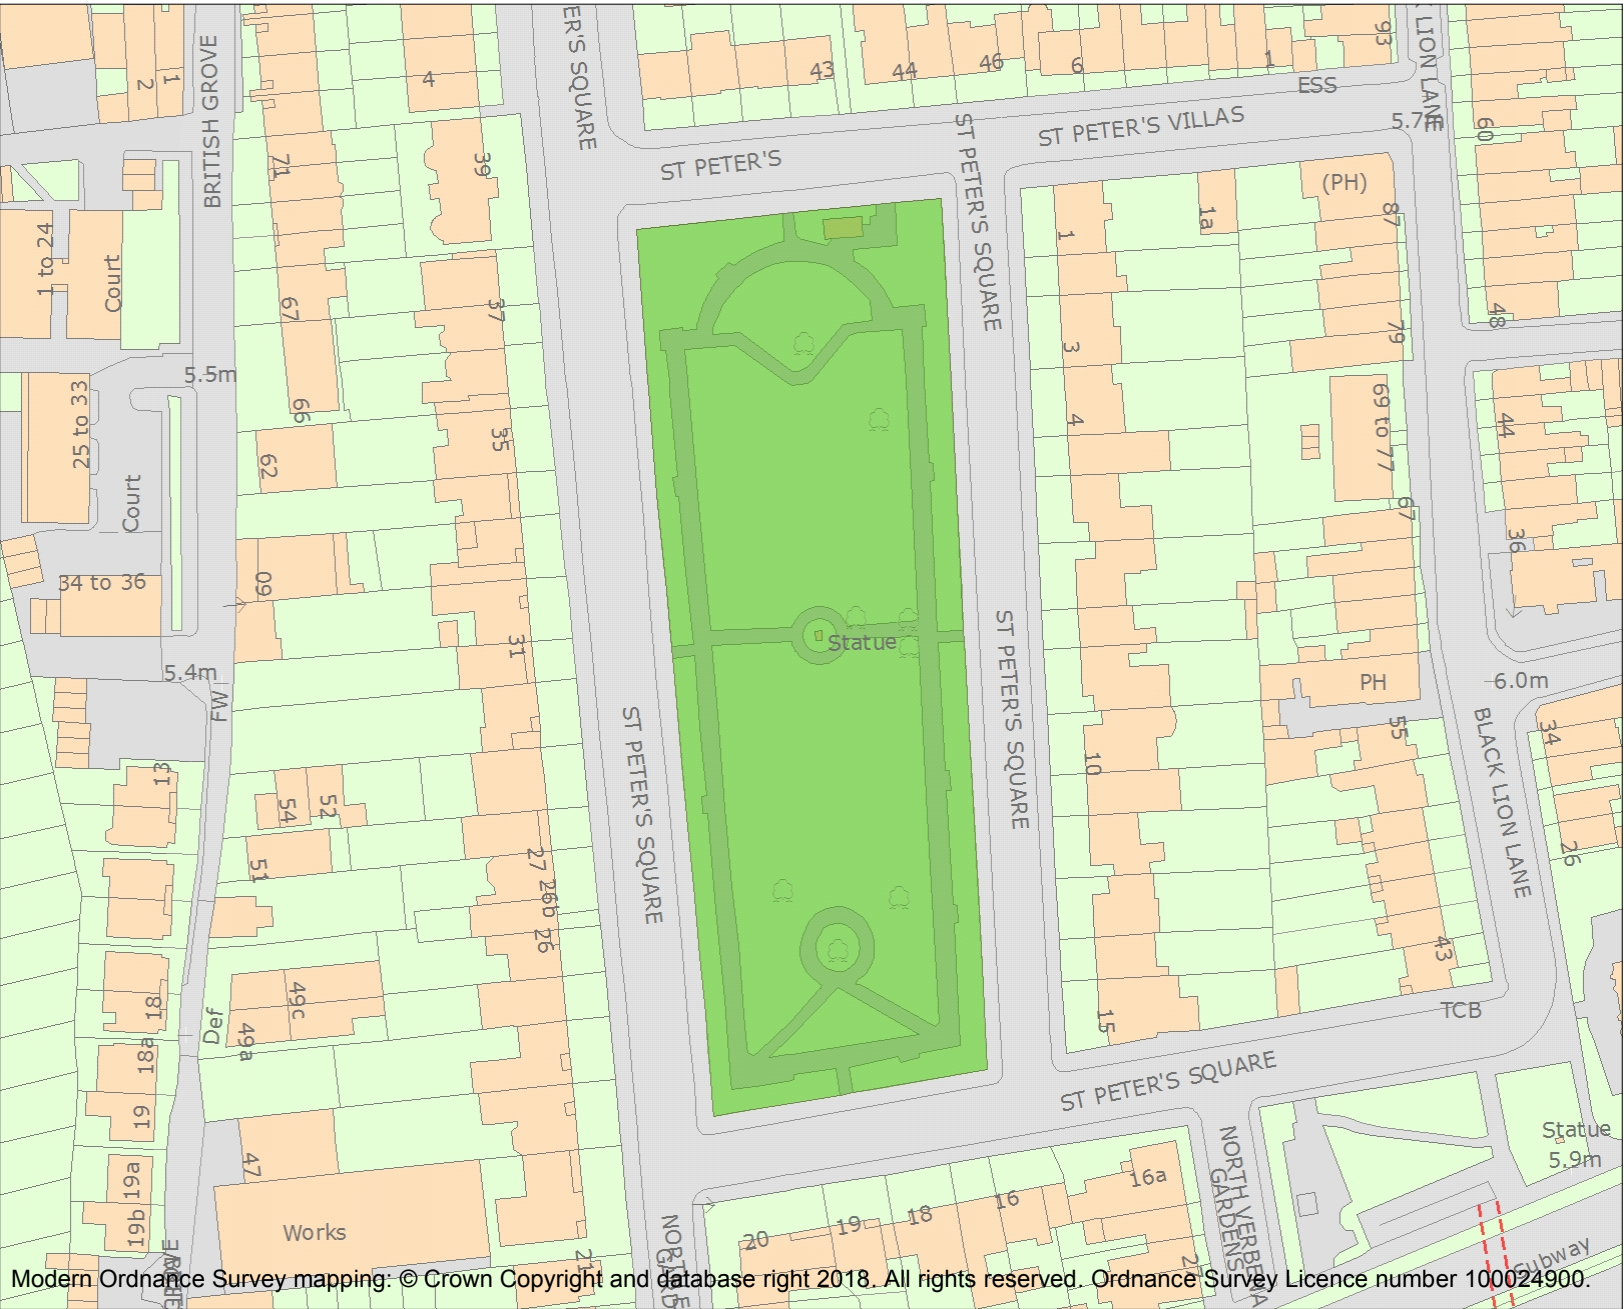 ER'S SQUARE
K LION LANE
93
2
1
BRITISH GROVE
4
43
44
46
6
1
ESS
ST PETER'S VILLAS
5.7m
60
71
39
ST PETER'S
ST PETER'S SQUARE
(PH)
87
1a
1
1 to 24
Court
67
37
48
79
3
5.5m
66
4
35
69 to 77
44
25 to 33
62
Court
67
36
34 to 36
60
31
Statue
5.4m
FW
PH
6.0m
ST PETER'S SQUARE
ST PETER'S SQUARE
55
34
BLACK LION LANE
10
13
54
52
51
27
26b
26
26
43
18
49c
49a
Def
15
TCB
18a
19
ST PETER'S SQUARE
47
19a
19b
Works
16a
16
18
19
20
21
NORTH VERBENA
GARDENS
Statue
5.9m
Subway
Modern Ordnance Survey mapping: © Crown Copyright and database right 2018. All rights reserved. Ordnance Survey Licence number 100024900.